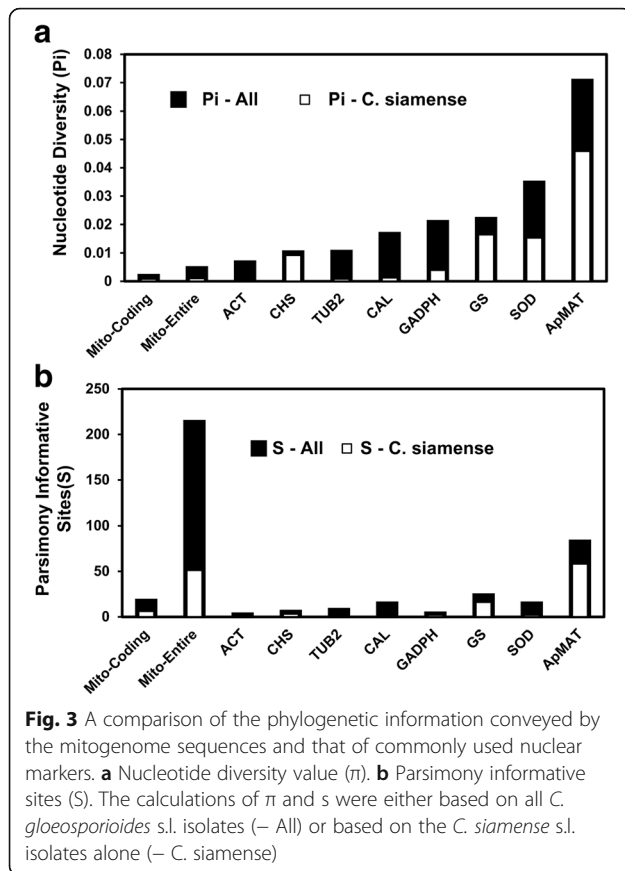 a
0.08
0.07
0.06
0.05
0.04
0.03
0.02
0.01
0
Nucleotide Diversity (Pi)
Pi - All Pi - C. siamense
Mito-Coding
Mito-Entire
ACT
CHS
TUB2
CAL
GADPH
GS
SOD
ApMAT
b
250
200
150
100
50
0
Parsimony Informative
Sites(S)
S - All S - C. siamense
Mito-Coding
Mito-Entire
ACT
CHS
TUB2
CAL
GADPH
GS
SOD
ApMAT
Fig. 3 A comparison of the phylogenetic information conveyed by
the mitogenome sequences and that of commonly used nuclear
markers. a Nucleotide diversity value (π). b Parsimony informative
sites (S). The calculations of π and s were either based on all C.
gloeosporioides s.l. isolates (− All) or based on the C. siamense s.l.
isolates alone (− C. siamense)